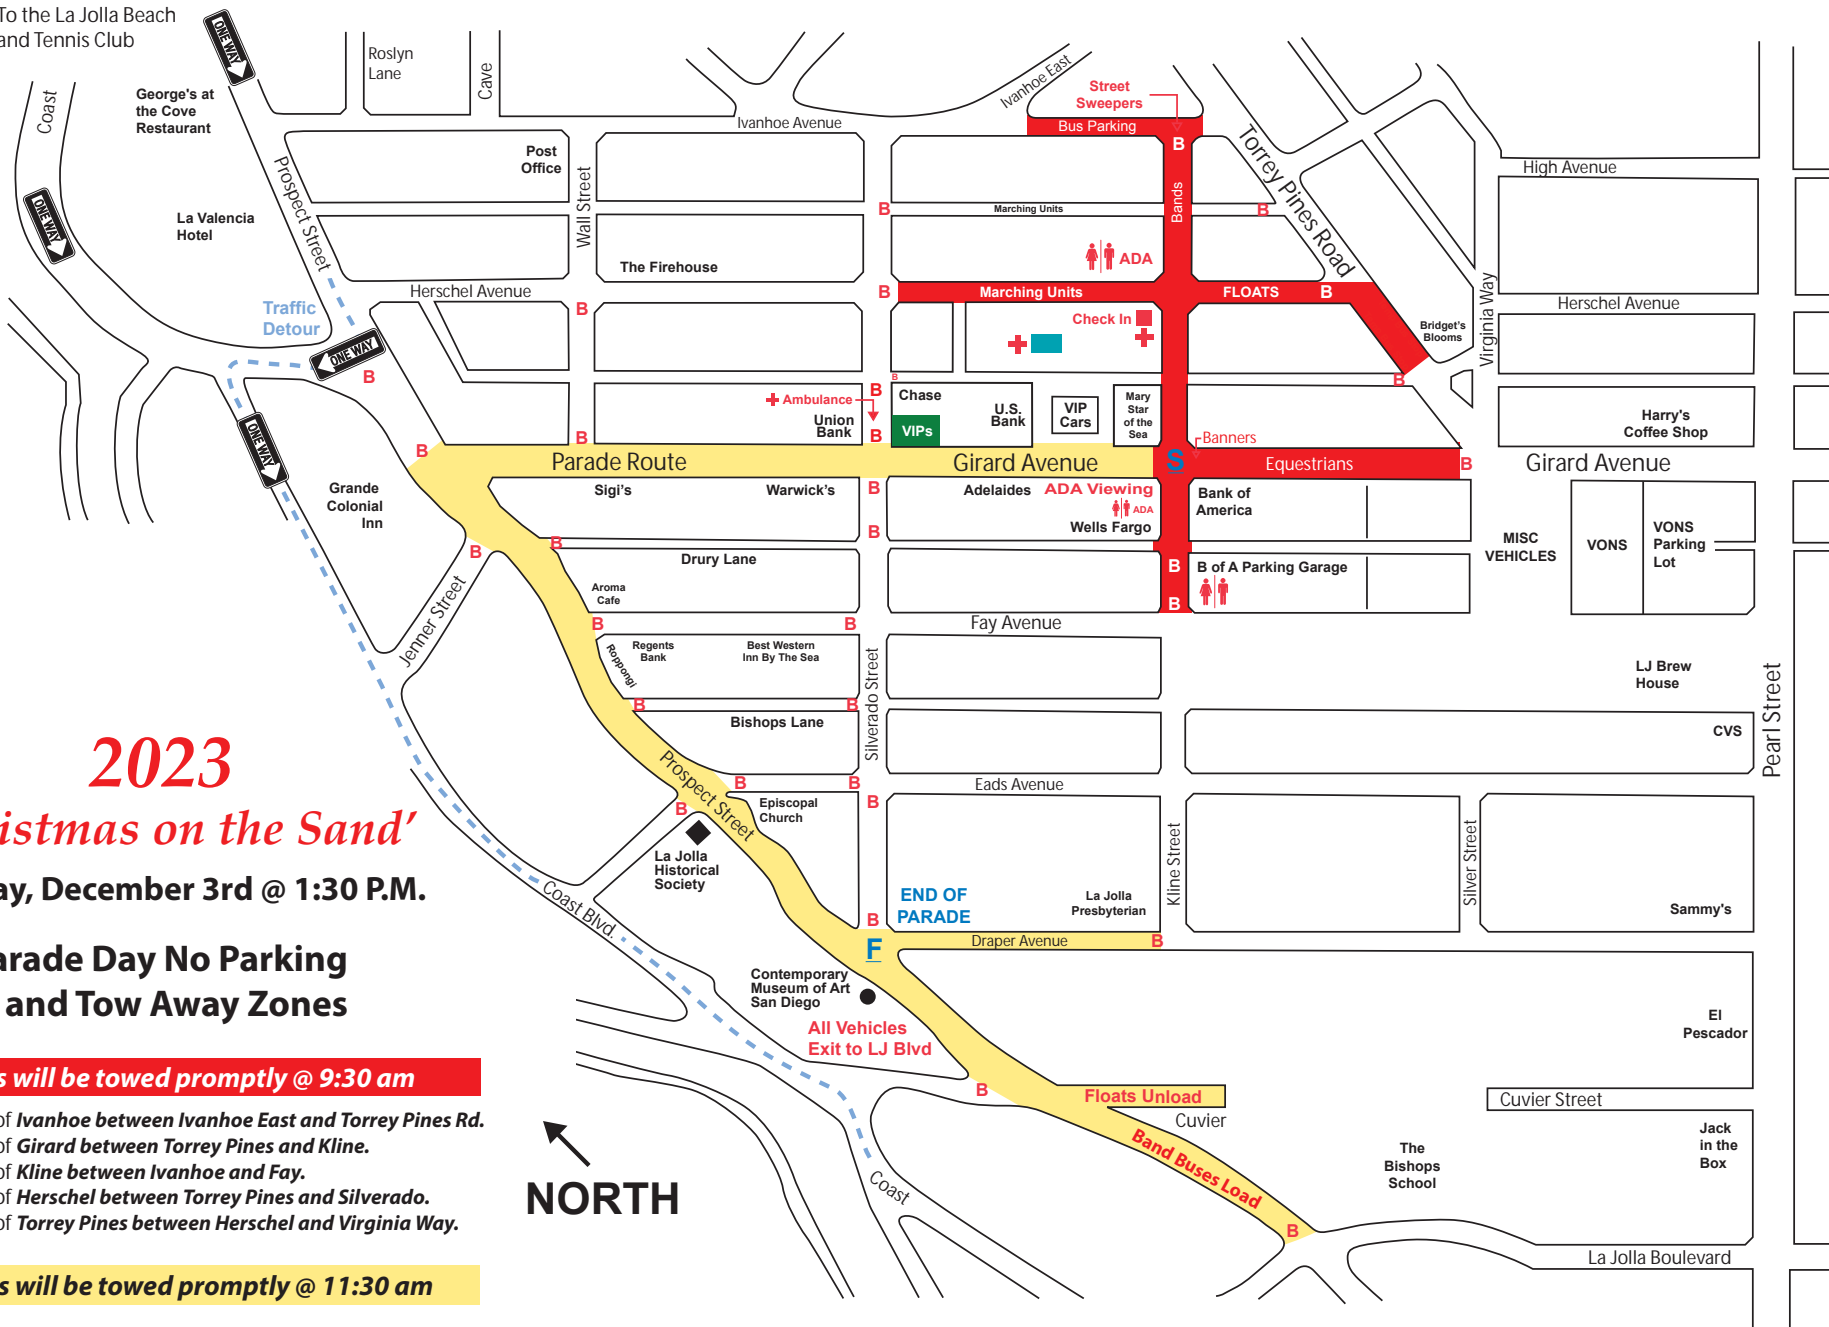 To the La Jolla Beach
and Tennis Club
ONE WAY
Roslyn
Lane
Cave
Coast
George's at
the Cove
Restaurant
Ivanhoe East
Street
Sweepers
Ivanhoe Avenue
Bus Parking
B
Torrey Pines Road
High Avenue
Post
Office
Prospect Street
Wall Street
Bands
ONE WAY
La Valencia
Hotel
B
Marching Units
B
The Firehouse
ADA
Herschel Avenue
B
Marching Units
FLOATS
B
Virginia Way
Herschel Avenue
Traffic
Detour
B
Check In
Bridget's
Blooms
ONE WAY
B
B
B
B
Ambulance
Union
Bank
B
Chase
VIPs
U.S.
Bank
VIP
Cars
Mary
Star
of the
Sea
Harry's
Coffee Shop
ONE WAY
B
B
Parade Route
Girard Avenue
S
Banners
Equestrians
B
Girard Avenue
Grande
Colonial
Inn
Sigi's
Warwick's
B
Adelaides
ADA Viewing
ADA
Wells Fargo
Bank of
America
B
MISC
VEHICLES
VONS
VONS
Parking
Lot
B
B
Drury Lane
B
B of A Parking Garage
Aroma
Cafe
B
Jenner Street
B
B
Fay Avenue
Roppongi
Regents
Bank
Best Western
Inn By The Sea
Silverado Street
LJ Brew
House
Pearl Street
B
B
Bishops Lane
CVS
2023
istmas on the Sand'
ay, December 3rd @ 1:30 P.M.
arade Day No Parking
and Tow Away Zones
Prospect Street
B
B
B
Eads Avenue
B
Episcopal
Church
La Jolla
Historical
Society
Kline Street
Silver Street
Coast Blvd.
END OF
PARADE
La Jolla
Presbyterian
Sammy's
B
F
Draper Avenue
B
Contemporary
Museum of Art
San Diego
All Vehicles
Exit to LJ Blvd
El
Pescador
B
Floats Unload
Cuvier
Cuvier Street
Band Buses Load
The
Bishops
School
Jack
in the
Box
Coast
B
La Jolla Boulevard
NORTH
s will be towed promptly @ 9:30 am
of Ivanhoe between Ivanhoe East and Torrey Pines Rd.
of Girard between Torrey Pines and Kline.
of Kline between Ivanhoe and Fay.
of Herschel between Torrey Pines and Silverado.
of Torrey Pines between Herschel and Virginia Way.
s will be towed promptly @ 11:30 am